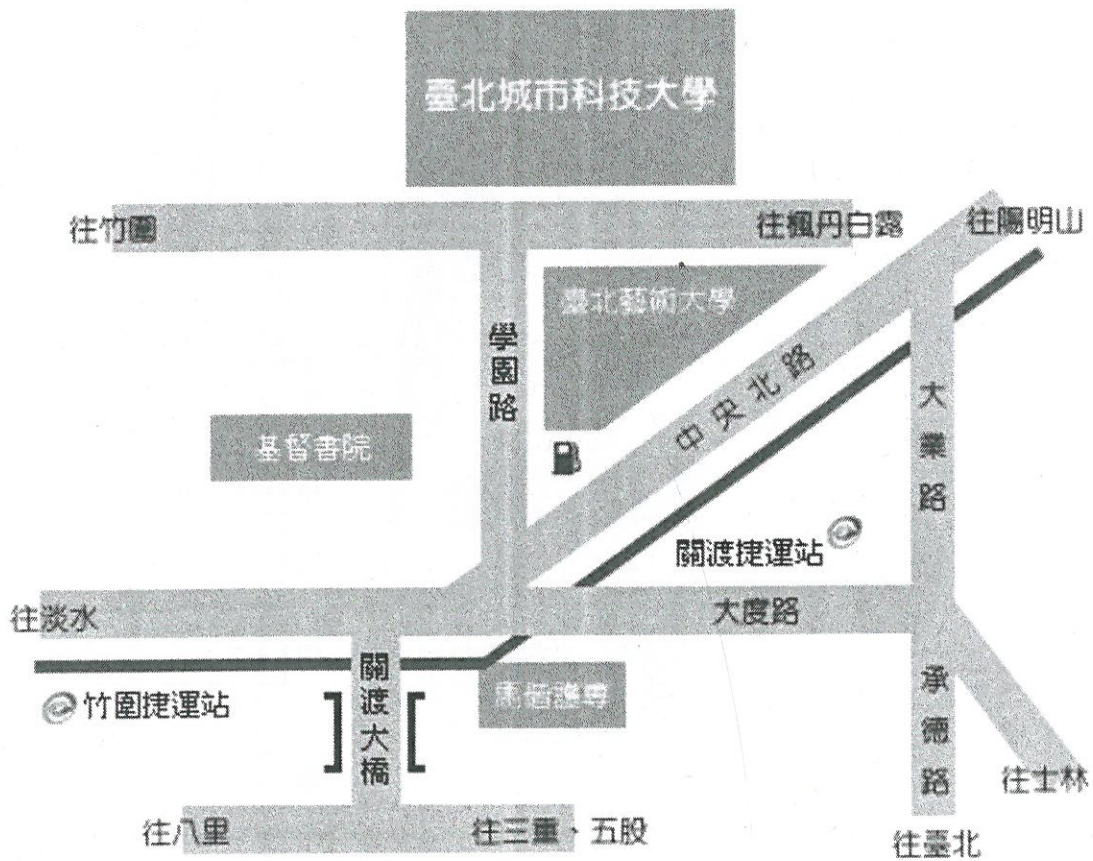 臺北城市科技大學
往竹圍
往楓丹白露
往陽明山
臺北藝術大學
學園路
中央北路
大業路
基督書院
關渡捷運站
往淡水
大度路
竹圍捷運站
關渡大橋
馬偕護專
承德路
往士林
往八里
往三重、五股
往臺北